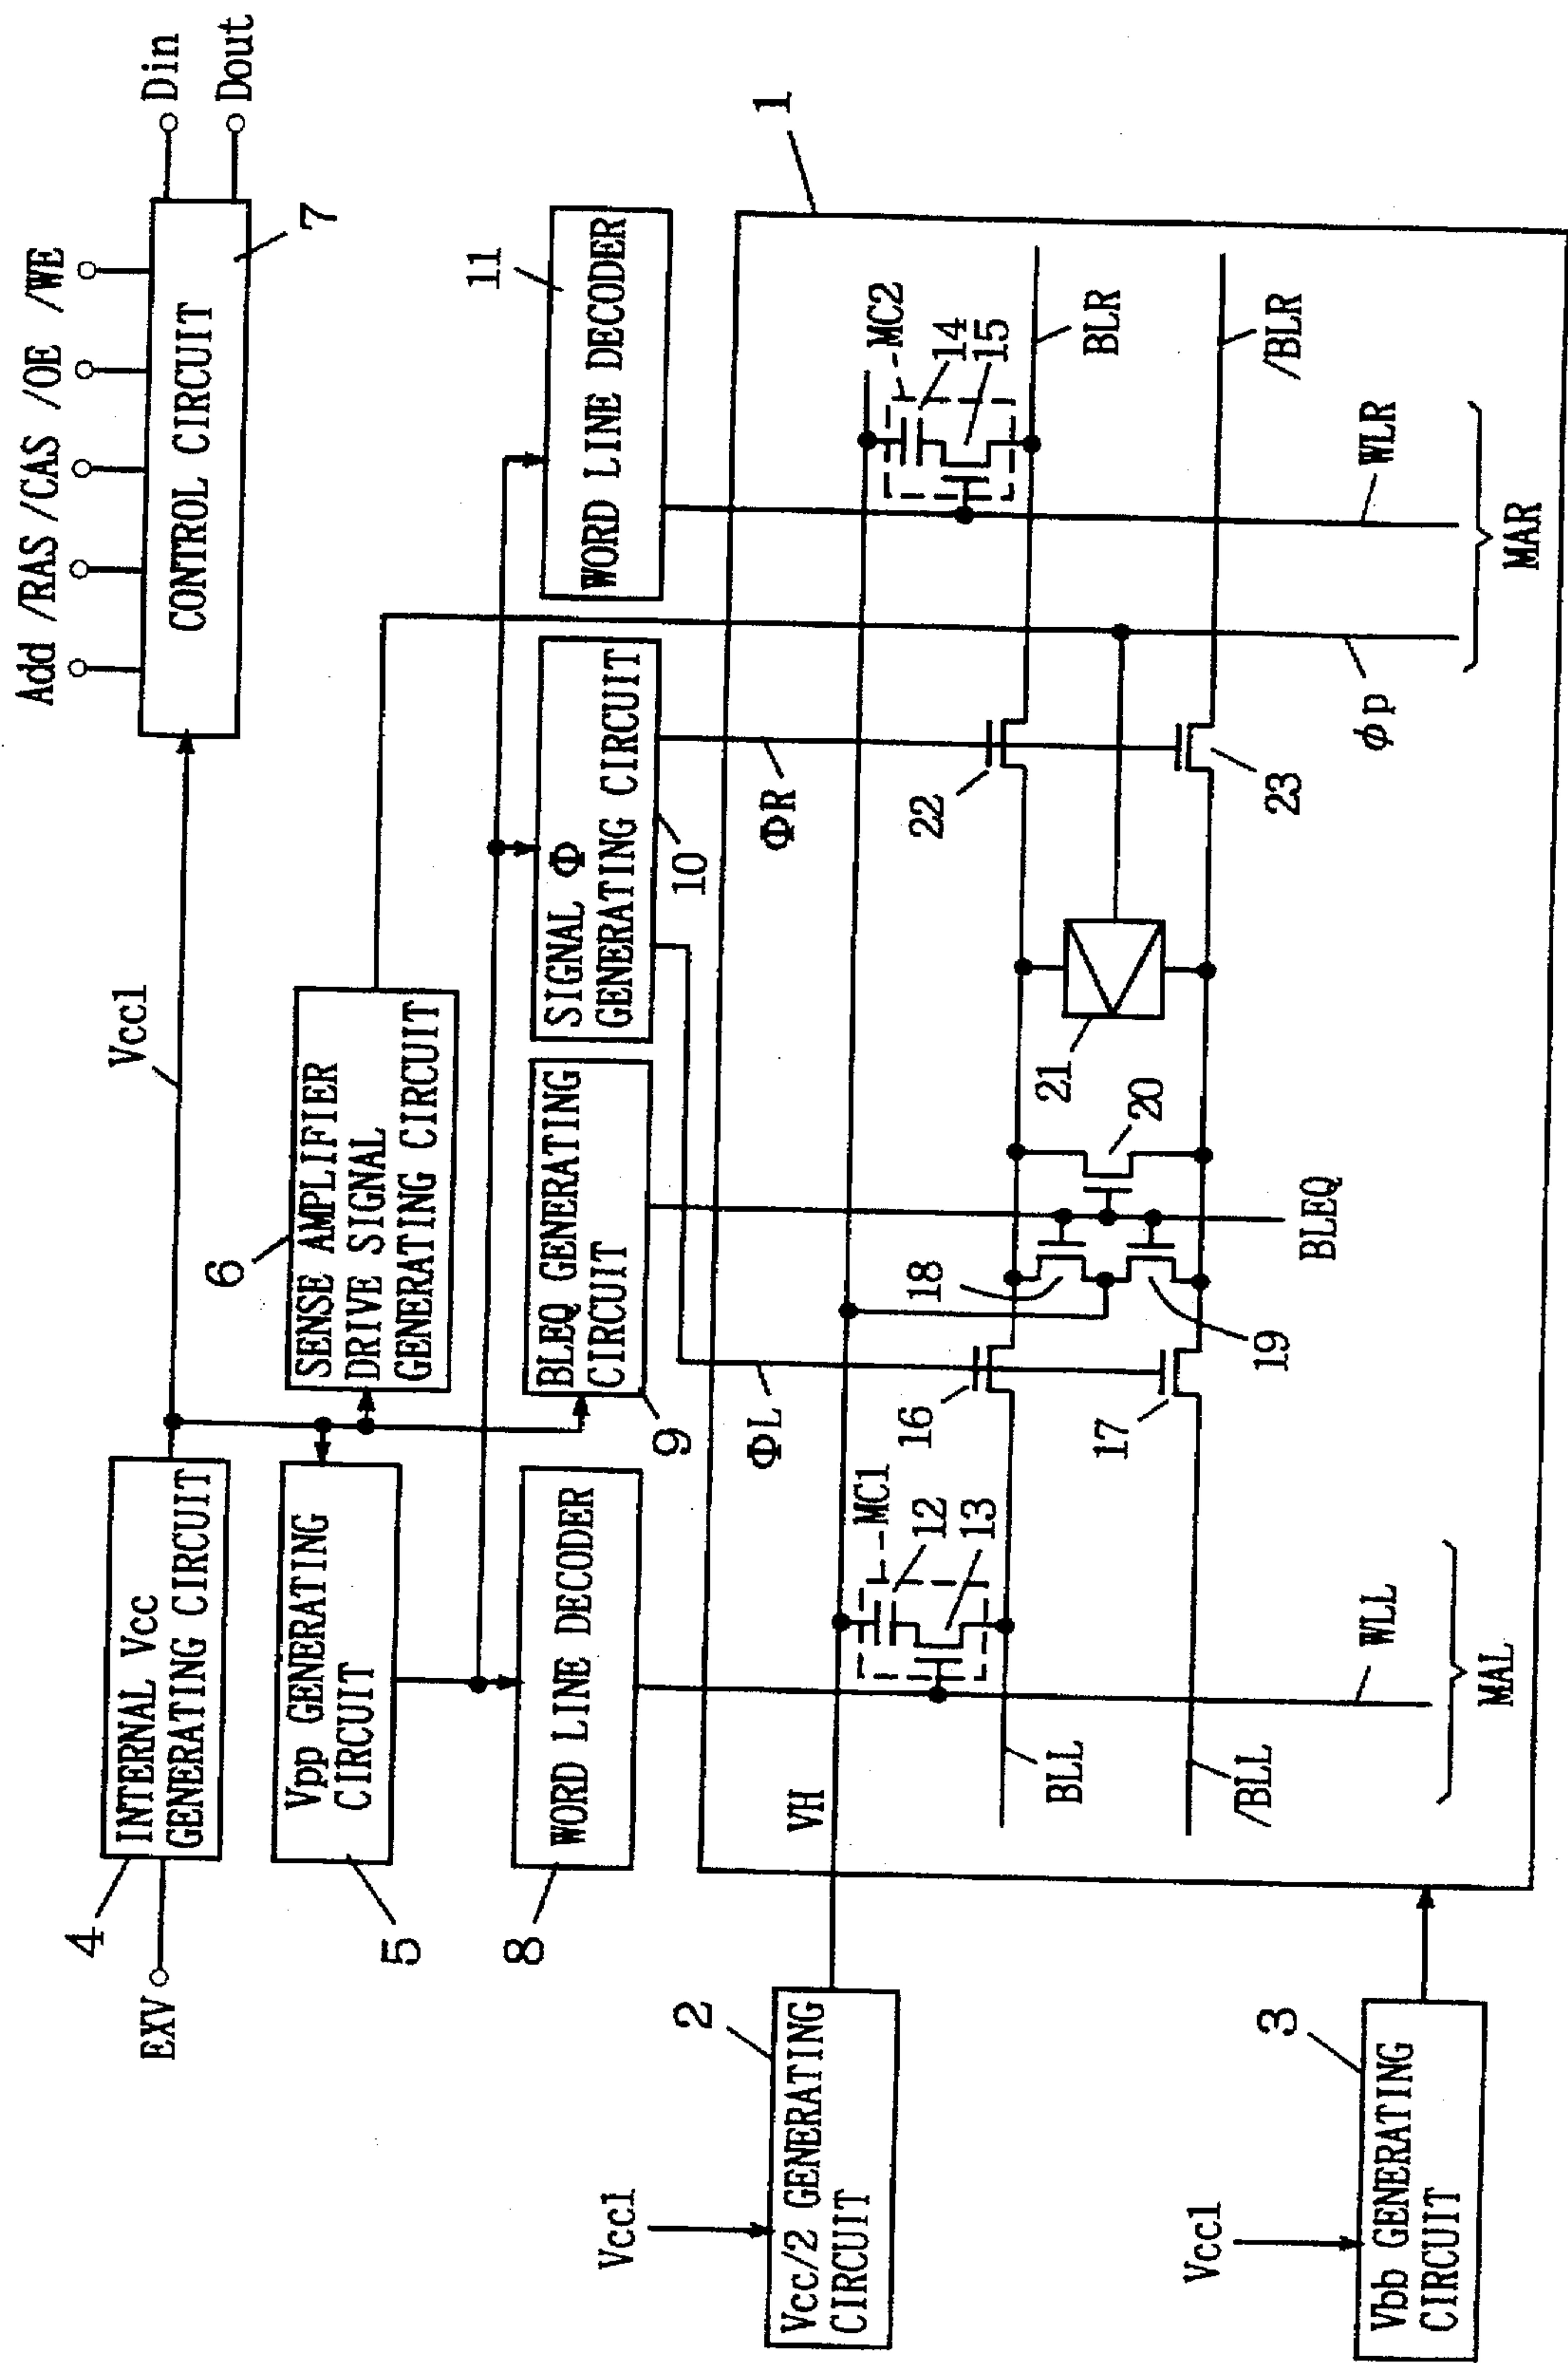 Add /RAS /CAS /OE /WE
Din
Dout
EXV
4
INTERNAL Vcc
GENERATING CIRCUIT
Vcc1
CONTROL CIRCUIT
7
5
Vpp GENERATING
CIRCUIT
6
SENSE AMPLIFIER
DRIVE SIGNAL
GENERATING CIRCUIT
8
WORD LINE DECODER
9
BLEQ GENERATING
CIRCUIT
SIGNAL Φ
GENERATING CIRCUIT
10
11
WORD LINE DECODER
1
Vcc1
2
Vcc/2 GENERATING
CIRCUIT
VH
ΦL
ΦR
MC1
12
13
MC2
14
15
16
18
22
BLL
BLR
21
20
17
19
23
/BLL
/BLR
BLEQ
WLL
φp
WLR
MAL
MAR
Vcc1
3
Vbb GENERATING
CIRCUIT